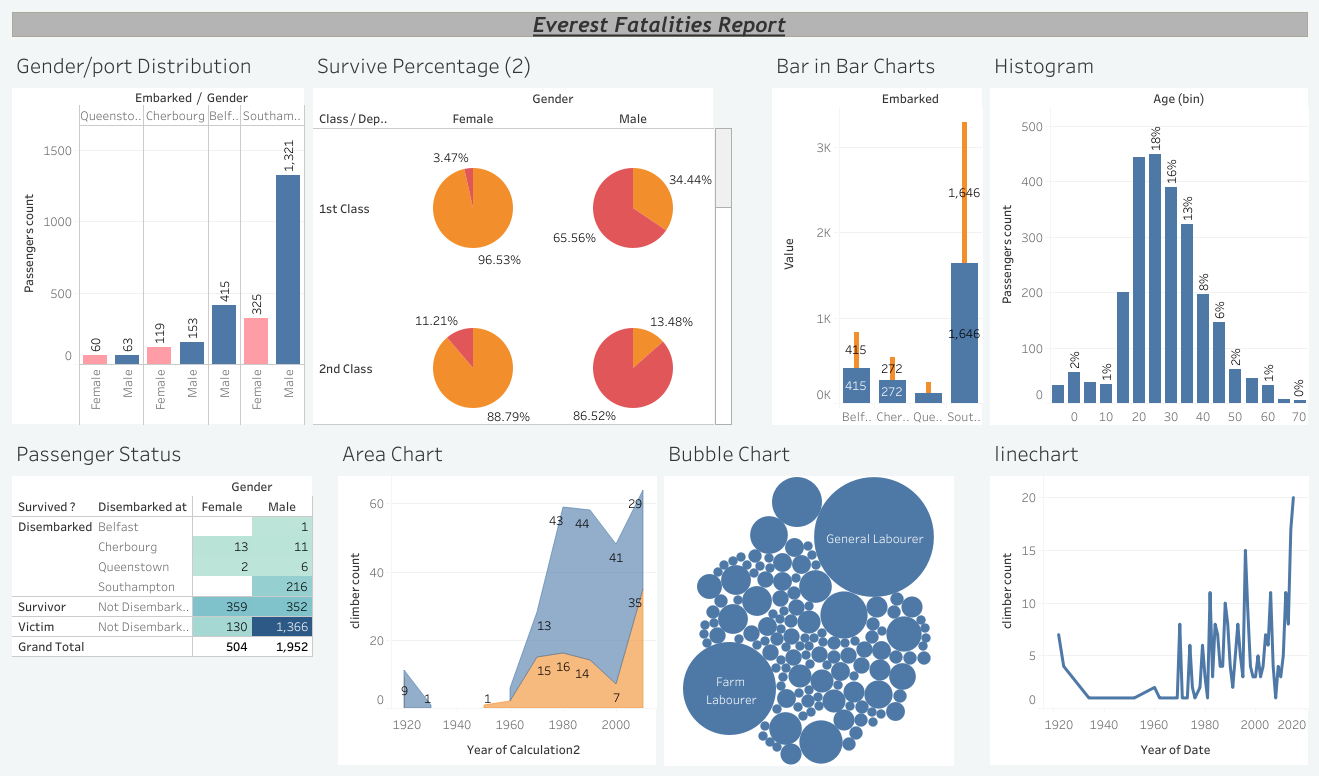 Everest Fatalities Report
Gender/port Distribution
Embarked / Gender
Queensto.. Cherbourg Belf.. Southam..
Passengers count
1500
1000
500
0
60
63
119
153
415
325
1,321
Female
Male
Female
Male
Male
Female
Male
Survive Percentage (2)
Gender
Class / Dep.. Female Male
1st Class
3.47%
96.53%
34.44%
65.56%
2nd Class
11.21%
88.79%
13.48%
86.52%
Bar in Bar Charts
Embarked
Value
3K
2K
1K
0K
415
415
272
272
1,646
1,646
Belf.. Cher.. Que.. Sout..
Histogram
Age (bin)
Passengers count
500
400
300
200
100
0
2%
1%
18%
16%
13%
8%
6%
2%
1%
0%
0 10 20 30 40 50 60 70
Passenger Status
Gender
Survived ? Disembarked at Female Male
Disembarked Belfast 1
Cherbourg 13 11
Queenstown 2 6
Southampton 216
Survivor Not Disembark.. 359 352
Victim Not Disembark.. 130 1,366
Grand Total 504 1,952
Area Chart
climber count
60
40
20
0
9
1
1
13
15
43
16
44
14
41
7
29
35
1920 1940 1960 1980 2000
Year of Calculation2
Bubble Chart
General Labourer
Farm
Labourer
linechart
climber count
20
15
10
5
0
1920 1940 1960 1980 2000 2020
Year of Date